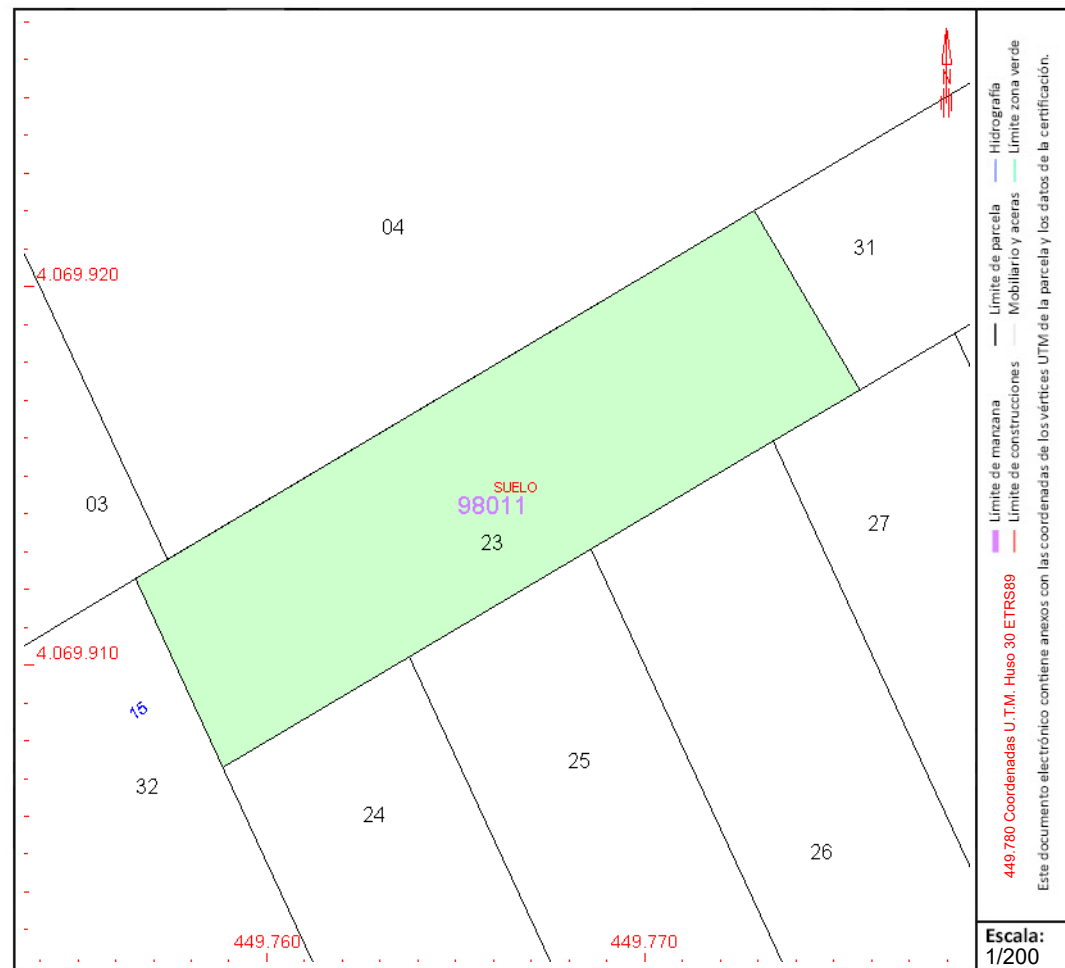 04
31
4.069.920
03
SUELO
98011
23
27
4.069.910
15
32
25
24
26
449.760
449.770
N
Límite de manzana
Límite de parcela
Hidrografía
449.780 Coordenadas U.T.M. Huso 30 ETRS89
Límite de construcciones
Mobiliario y aceras
Límite zona verde
Este documento electrónico contiene anexos con las coordenadas de los vértices UTM de la parcela y los datos de la certificación.
Escala:
1/200